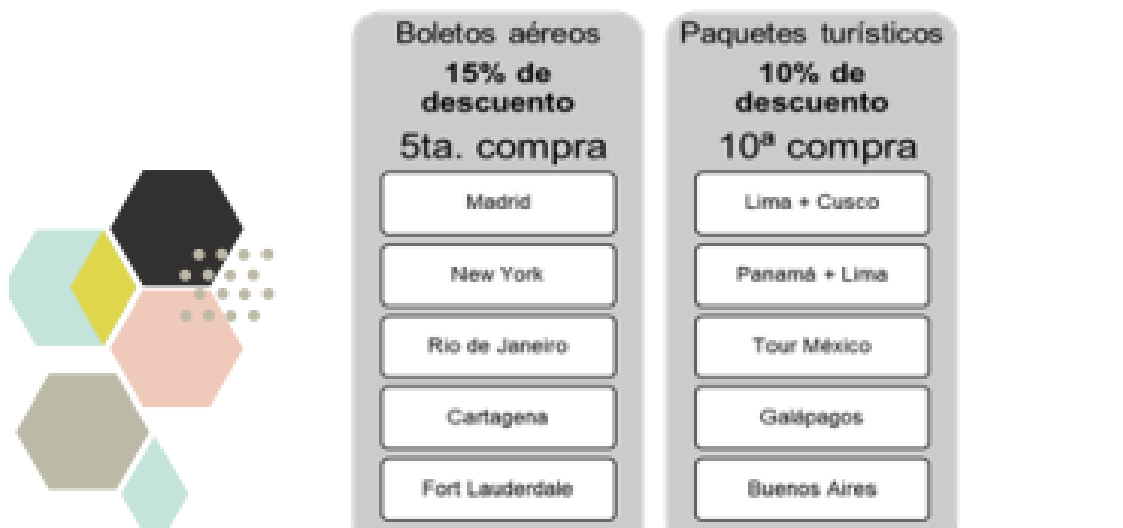 Boletos aéreos
15% de
descuento
5ta. compra
Madrid
New York
Rio de Janeiro
Cartagena
Fort Lauderdale
Paquetes turísticos
10% de
descuento
10ª compra
Lima + Cusco
Panamá + Lima
Tour México
Galápagos
Buenos Aires